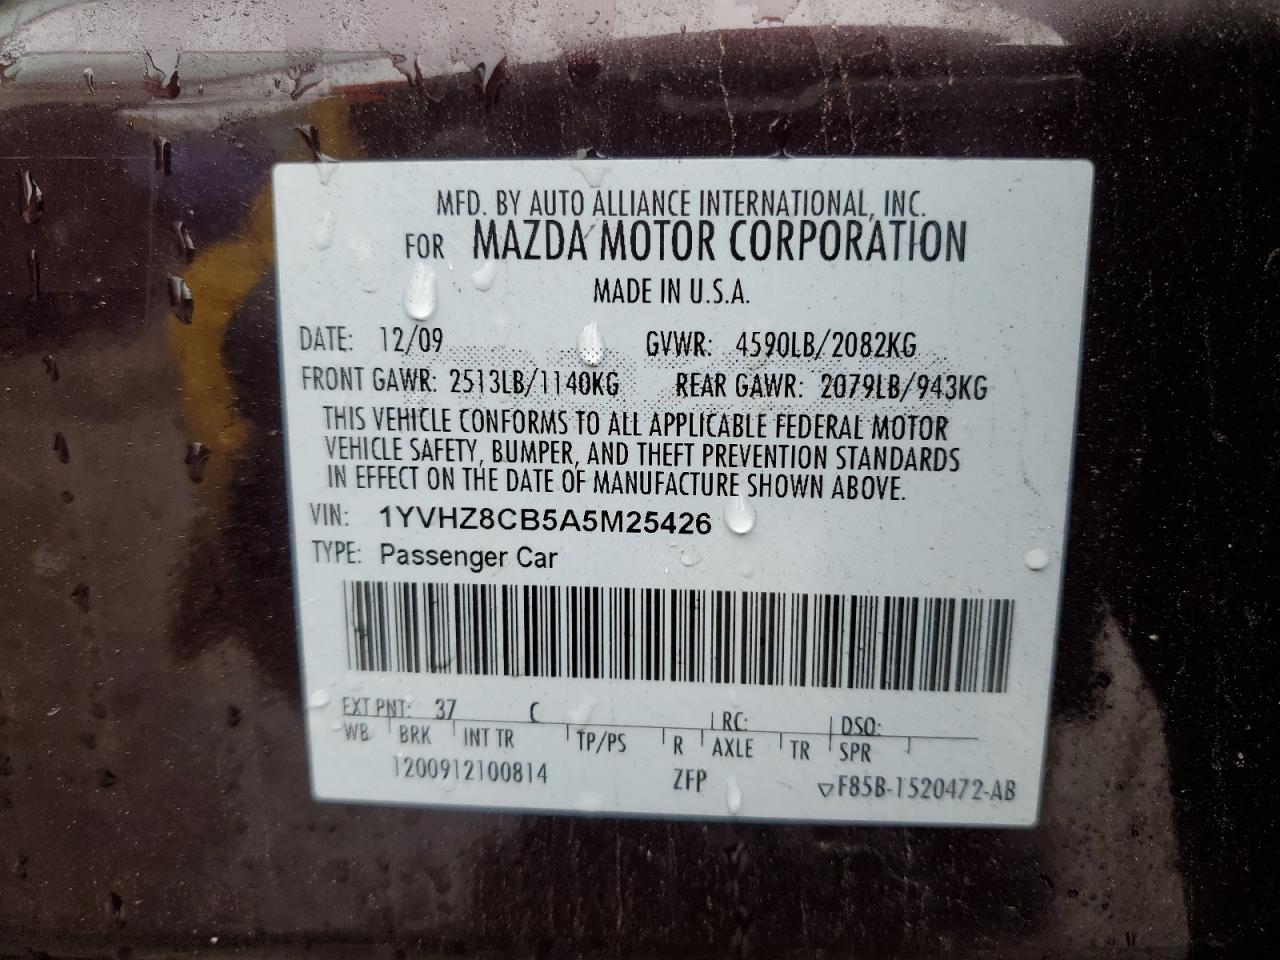 MFD. BY AUTO ALLIANCE INTERNATIONAL, INC.
FOR MAZDA MOTOR CORPORATION
MADE IN U.S.A.
DATE: 12/09 GVWR: 4590LB/2082KG
FRONT GAWR: 2513LB/1140KG REAR GAWR: 2079LB/943KG
THIS VEHICLE CONFORMS TO ALL APPLICABLE FEDERAL MOTOR
VEHICLE SAFETY, BUMPER, AND THEFT PREVENTION STANDARDS
IN EFFECT ON THE DATE OF MANUFACTURE SHOWN ABOVE.
VIN: 1YVHZ8CB5A5M25426
TYPE: Passenger Car
EXT PNT: 37 C RC: DSO:
WB BRK INT TR TP/PS R AXLE TR SPR
1200912100814 ZFP ▽F85B-1520472-AB